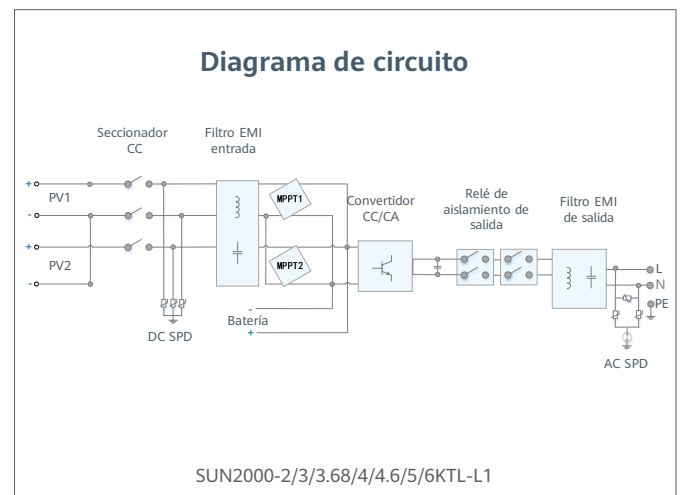 Diagrama de circuito
Seccionador
CC
Filtro EMI
entrada
+
PV1
-
+
PV2
-
MPPT1
MPPT2
Convertidor
CC/CA
Relé de
aislamiento de
salida
Filtro EMI
de salida
L
N
PE
-
Batería
+
DC SPD
AC SPD
SUN2000-2/3/3.68/4/4.6/5/6KTL-L1